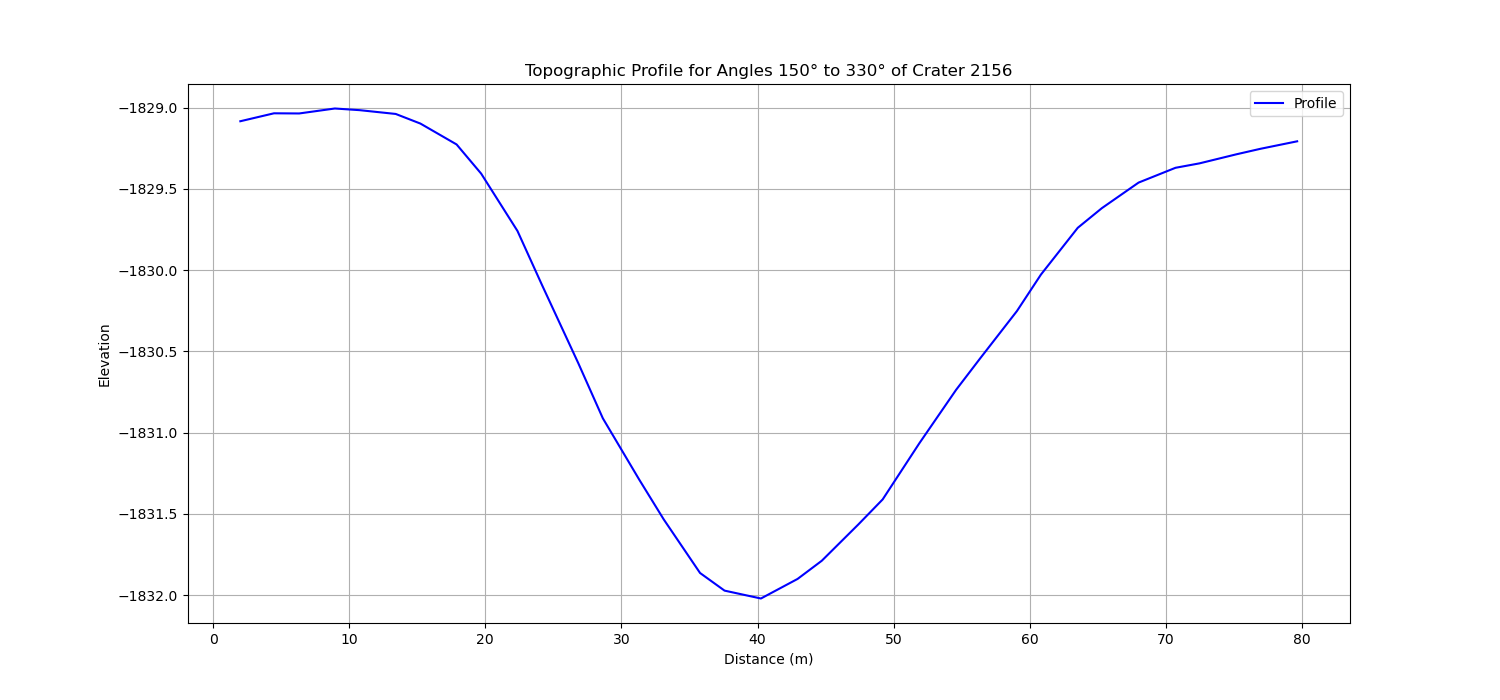 Topographic Profile for Angles 150° to 330° of Crater 2156
Profile
−1829.0
−1829.5
−1830.0
−1830.5
−1831.0
−1831.5
−1832.0
Elevation
0 10 20 30 40 50 60 70 80
Distance (m)